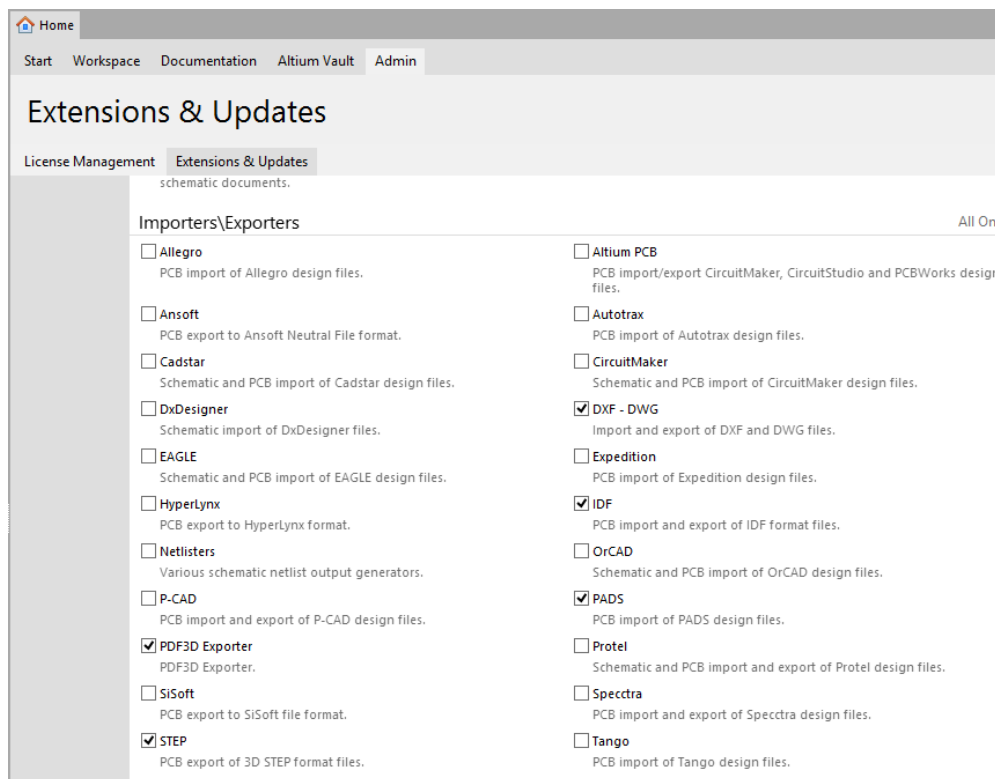 Home
Start Workspace Documentation Altium Vault Admin
Extensions & Updates
License Management Extensions & Updates
schematic documents.
Importers\Exporters All On
Allegro
PCB import of Allegro design files.
Altium PCB
PCB import/export CircuitMaker, CircuitStudio and PCBWorks design
files.
Ansoft
PCB export to Ansoft Neutral File format.
Autotrax
PCB import of Autotrax design files.
Cadstar
Schematic and PCB import of Cadstar design files.
CircuitMaker
Schematic and PCB import of CircuitMaker design files.
DxDesigner
Schematic import of DxDesigner files.
DXF - DWG
Import and export of DXF and DWG files.
EAGLE
Schematic and PCB import of EAGLE design files.
Expedition
PCB import of Expedition design files.
HyperLynx
PCB export to HyperLynx format.
IDF
PCB import and export of IDF format files.
Netlisters
Various schematic netlist output generators.
OrCAD
Schematic and PCB import of OrCAD design files.
P-CAD
PCB import and export of P-CAD design files.
PADS
PCB import of PADS design files.
PDF3D Exporter
PDF3D Exporter.
Protel
Schematic and PCB import and export of Protel design files.
SiSoft
PCB export to SiSoft file format.
Specctra
PCB import and export of Specctra design files.
STEP
PCB export of 3D STEP format files.
Tango
PCB import of Tango design files.